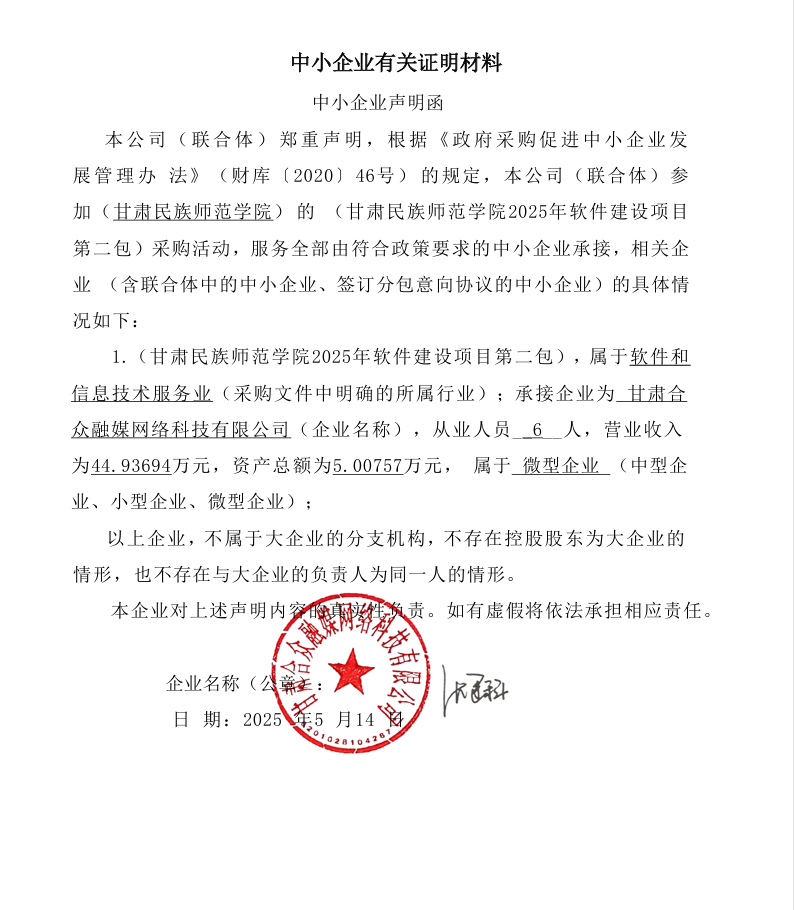 中小企业有关证明材料
中小企业声明函
本公司（联合体）郑重声明，根据《政府采购促进中小企业发
展管理办 法》（财库〔2020〕46号）的规定，本公司（联合体）参
加（甘肃民族师范学院）的 （甘肃民族师范学院2025年软件建设项目
第二包）采购活动，服务全部由符合政策要求的中小企业承接，相关企
业 （含联合体中的中小企业、签订分包意向协议的中小企业）的具体情
况如下：
1.（甘肃民族师范学院2025年软件建设项目第二包），属于软件和
信息技术服务业（采购文件中明确的所属行业）；承接企业为 甘肃合
众融媒网络科技有限公司（企业名称），从业人员__6__人，营业收入
为44.93694万元，资产总额为5.00757万元， 属于 微型企业 （中型企
业、小型企业、微型企业）；
以上企业，不属于大企业的分支机构，不存在控股股东为大企业的
情形，也不存在与大企业的负责人为同一人的情形。
本企业对上述声明内容的真实性负责。如有虚假将依法承担相应责任。
甘肃合众融媒网络科技有限公司
企业名称（公章）：
日 期：2025 年5 月14 日